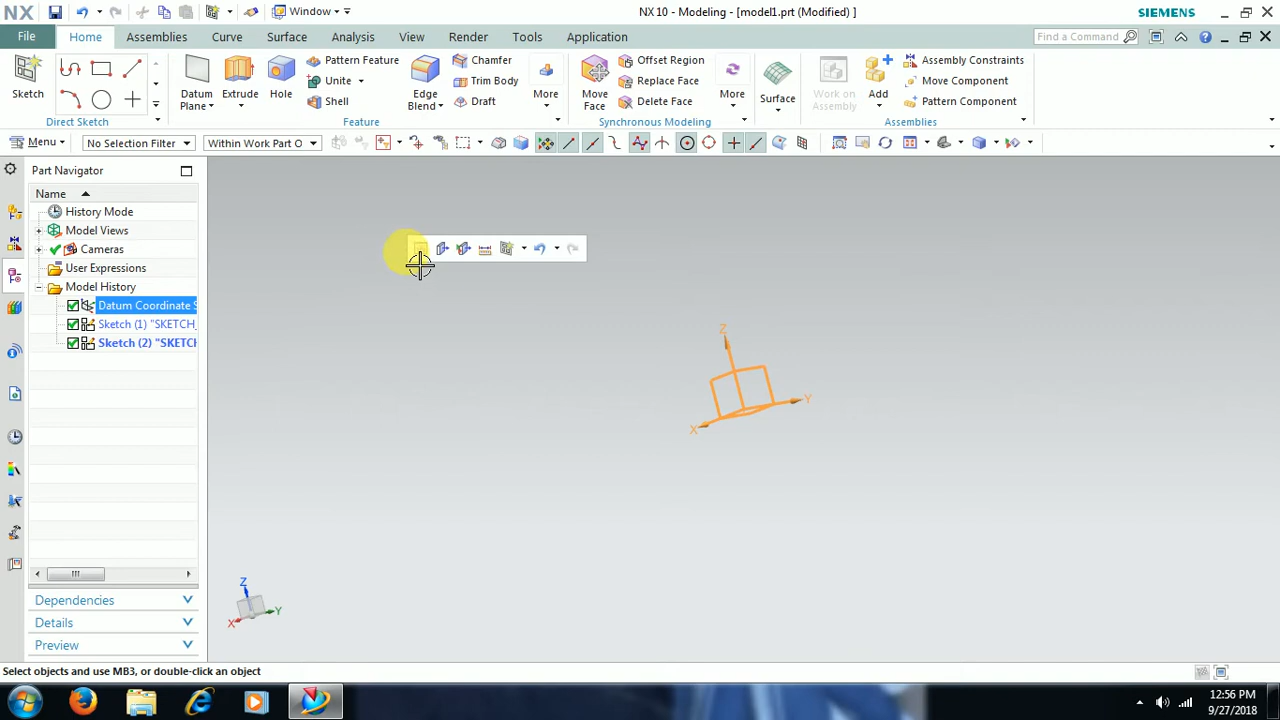 NX
Window
NX 10 - Modeling - [model1.prt (Modified) ]
SIEMENS
File
Home
Assemblies
Curve
Surface
Analysis
View
Render
Tools
Application
Find a Command
Sketch
Direct Sketch
Datum
Plane
Extrude
Hole
Pattern Feature
Unite
Shell
Edge
Blend
Chamfer
Trim Body
Draft
More
Feature
Move
Face
Offset Region
Replace Face
Delete Face
More
Synchronous Modeling
Surface
Work on
Assembly
Add
Assembly Constraints
Move Component
Pattern Component
Assemblies
Menu
No Selection Filter
Within Work Part O
Part Navigator
Name
History Mode
Model Views
Cameras
User Expressions
Model History
Datum Coordinate S
Sketch (1) "SKETCH_
Sketch (2) "SKETCH
Z
Y
X
Z
Y
X
Dependencies
Details
Preview
Select objects and use MB3, or double-click an object
12:56 PM
9/27/2018